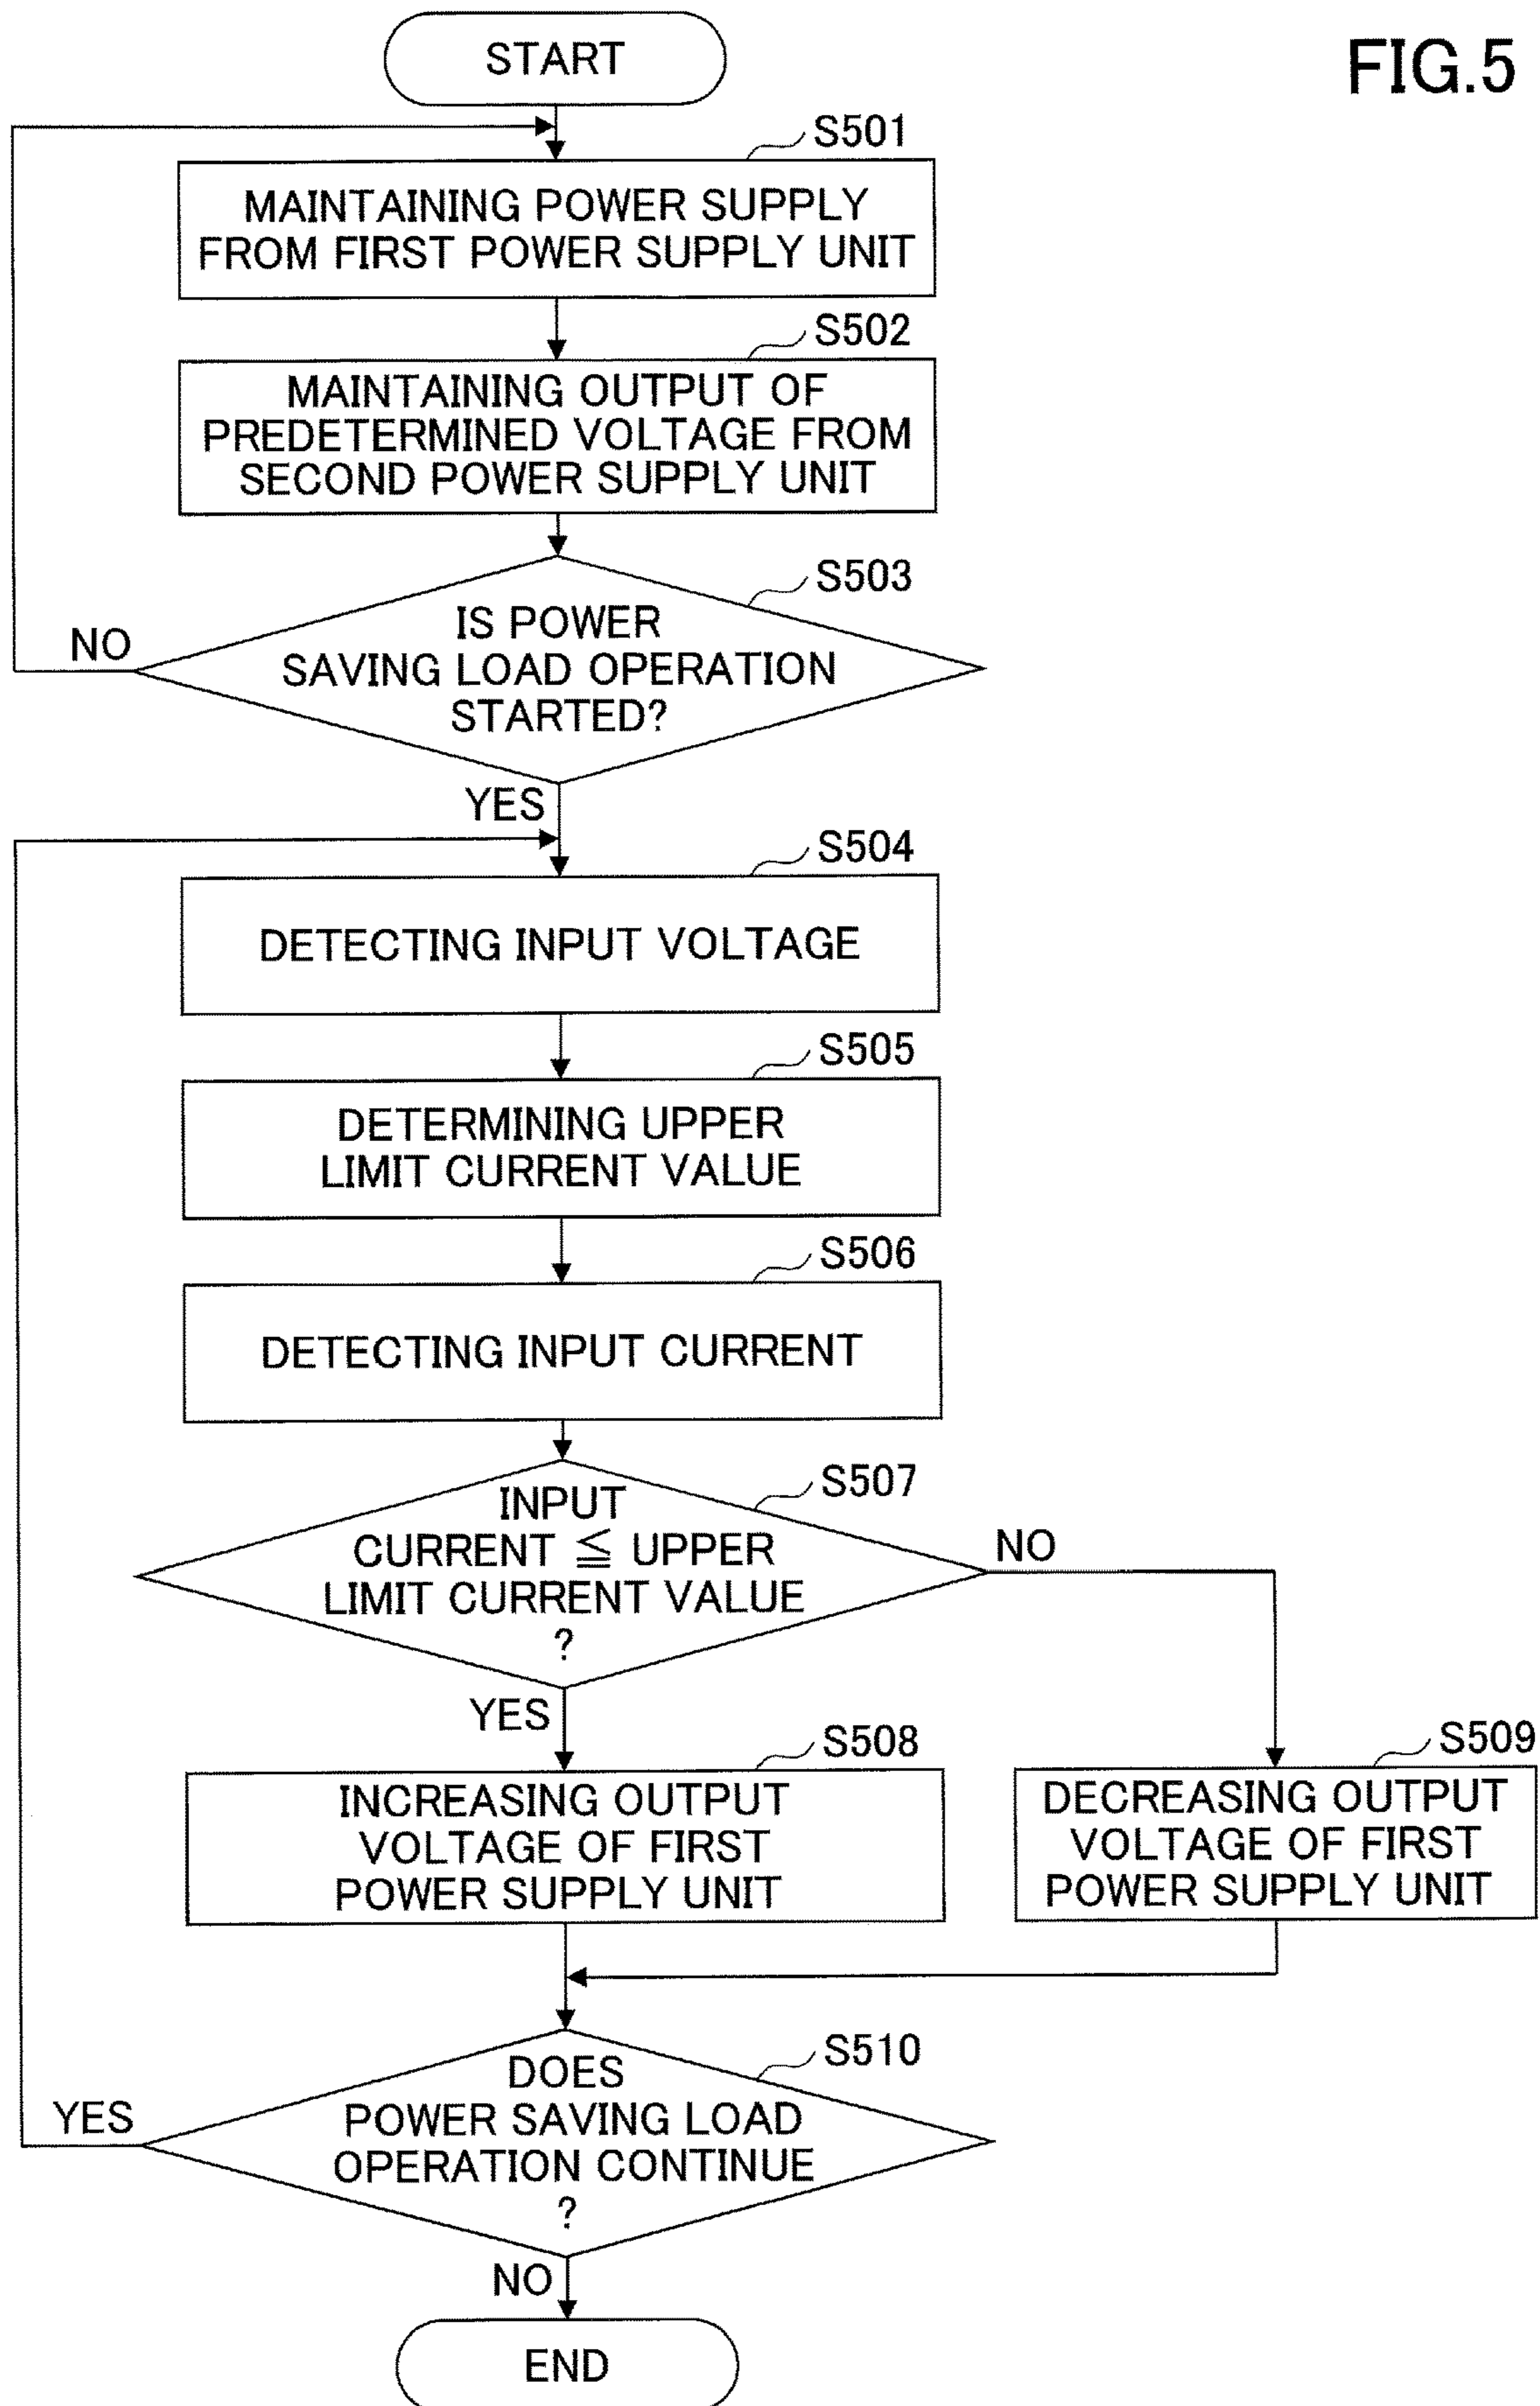 FIG.5
START
S501
MAINTAINING POWER SUPPLY
FROM FIRST POWER SUPPLY UNIT
S502
MAINTAINING OUTPUT OF
PREDETERMINED VOLTAGE FROM
SECOND POWER SUPPLY UNIT
S503
IS POWER
SAVING LOAD OPERATION
STARTED?
NO
YES
S504
DETECTING INPUT VOLTAGE
S505
DETERMINING UPPER
LIMIT CURRENT VALUE
S506
DETECTING INPUT CURRENT
S507
INPUT
CURRENT ≦ UPPER
LIMIT CURRENT VALUE
?
NO
YES
S508
INCREASING OUTPUT
VOLTAGE OF FIRST
POWER SUPPLY UNIT
S509
DECREASING OUTPUT
VOLTAGE OF FIRST
POWER SUPPLY UNIT
S510
DOES
POWER SAVING LOAD
OPERATION CONTINUE
?
YES
NO
END